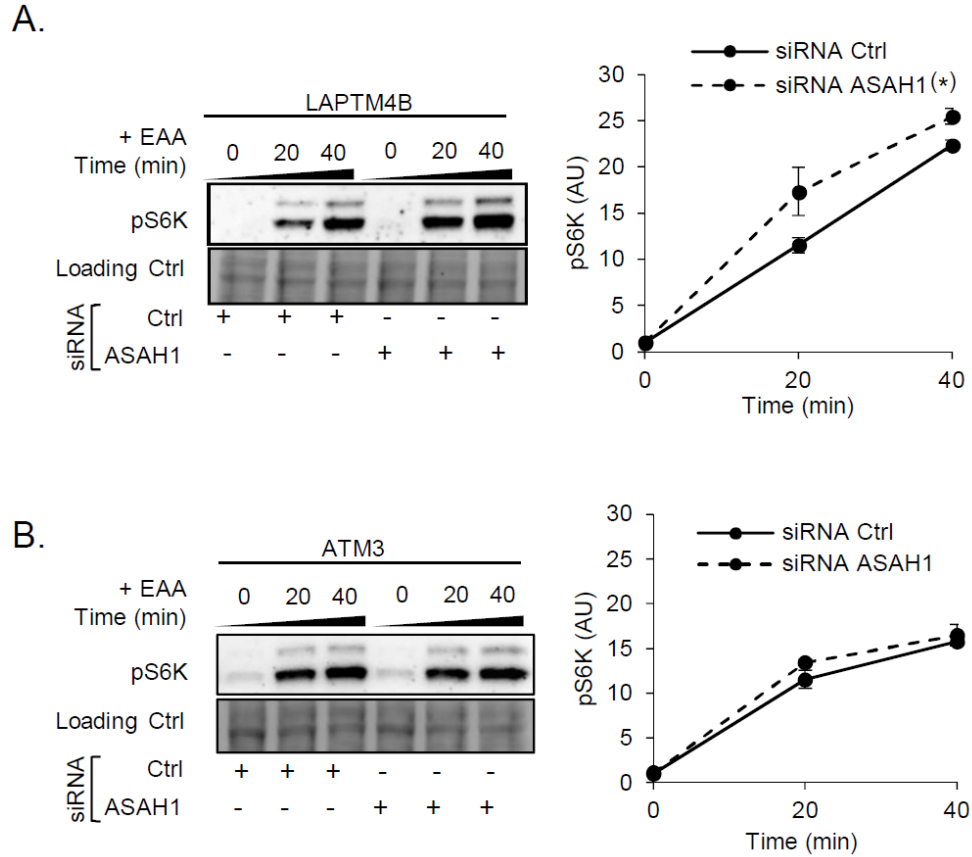 A.
LAPTM4B
+ EAA
Time (min) 0 20 40 0 20 40
pS6K
Loading Ctrl
siRNA
Ctrl + + + - - -
ASAH1 - - - + + +
siRNA Ctrl
siRNA ASAH1(*)
pS6K (AU)
30
25
20
15
10
5
0
0 20 40
Time (min)
B.
ATM3
+ EAA
Time (min) 0 20 40 0 20 40
pS6K
Loading Ctrl
siRNA
Ctrl + + + - - -
ASAH1 - - - + + +
siRNA Ctrl
siRNA ASAH1
pS6K (AU)
30
25
20
15
10
5
0
0 20 40
Time (min)